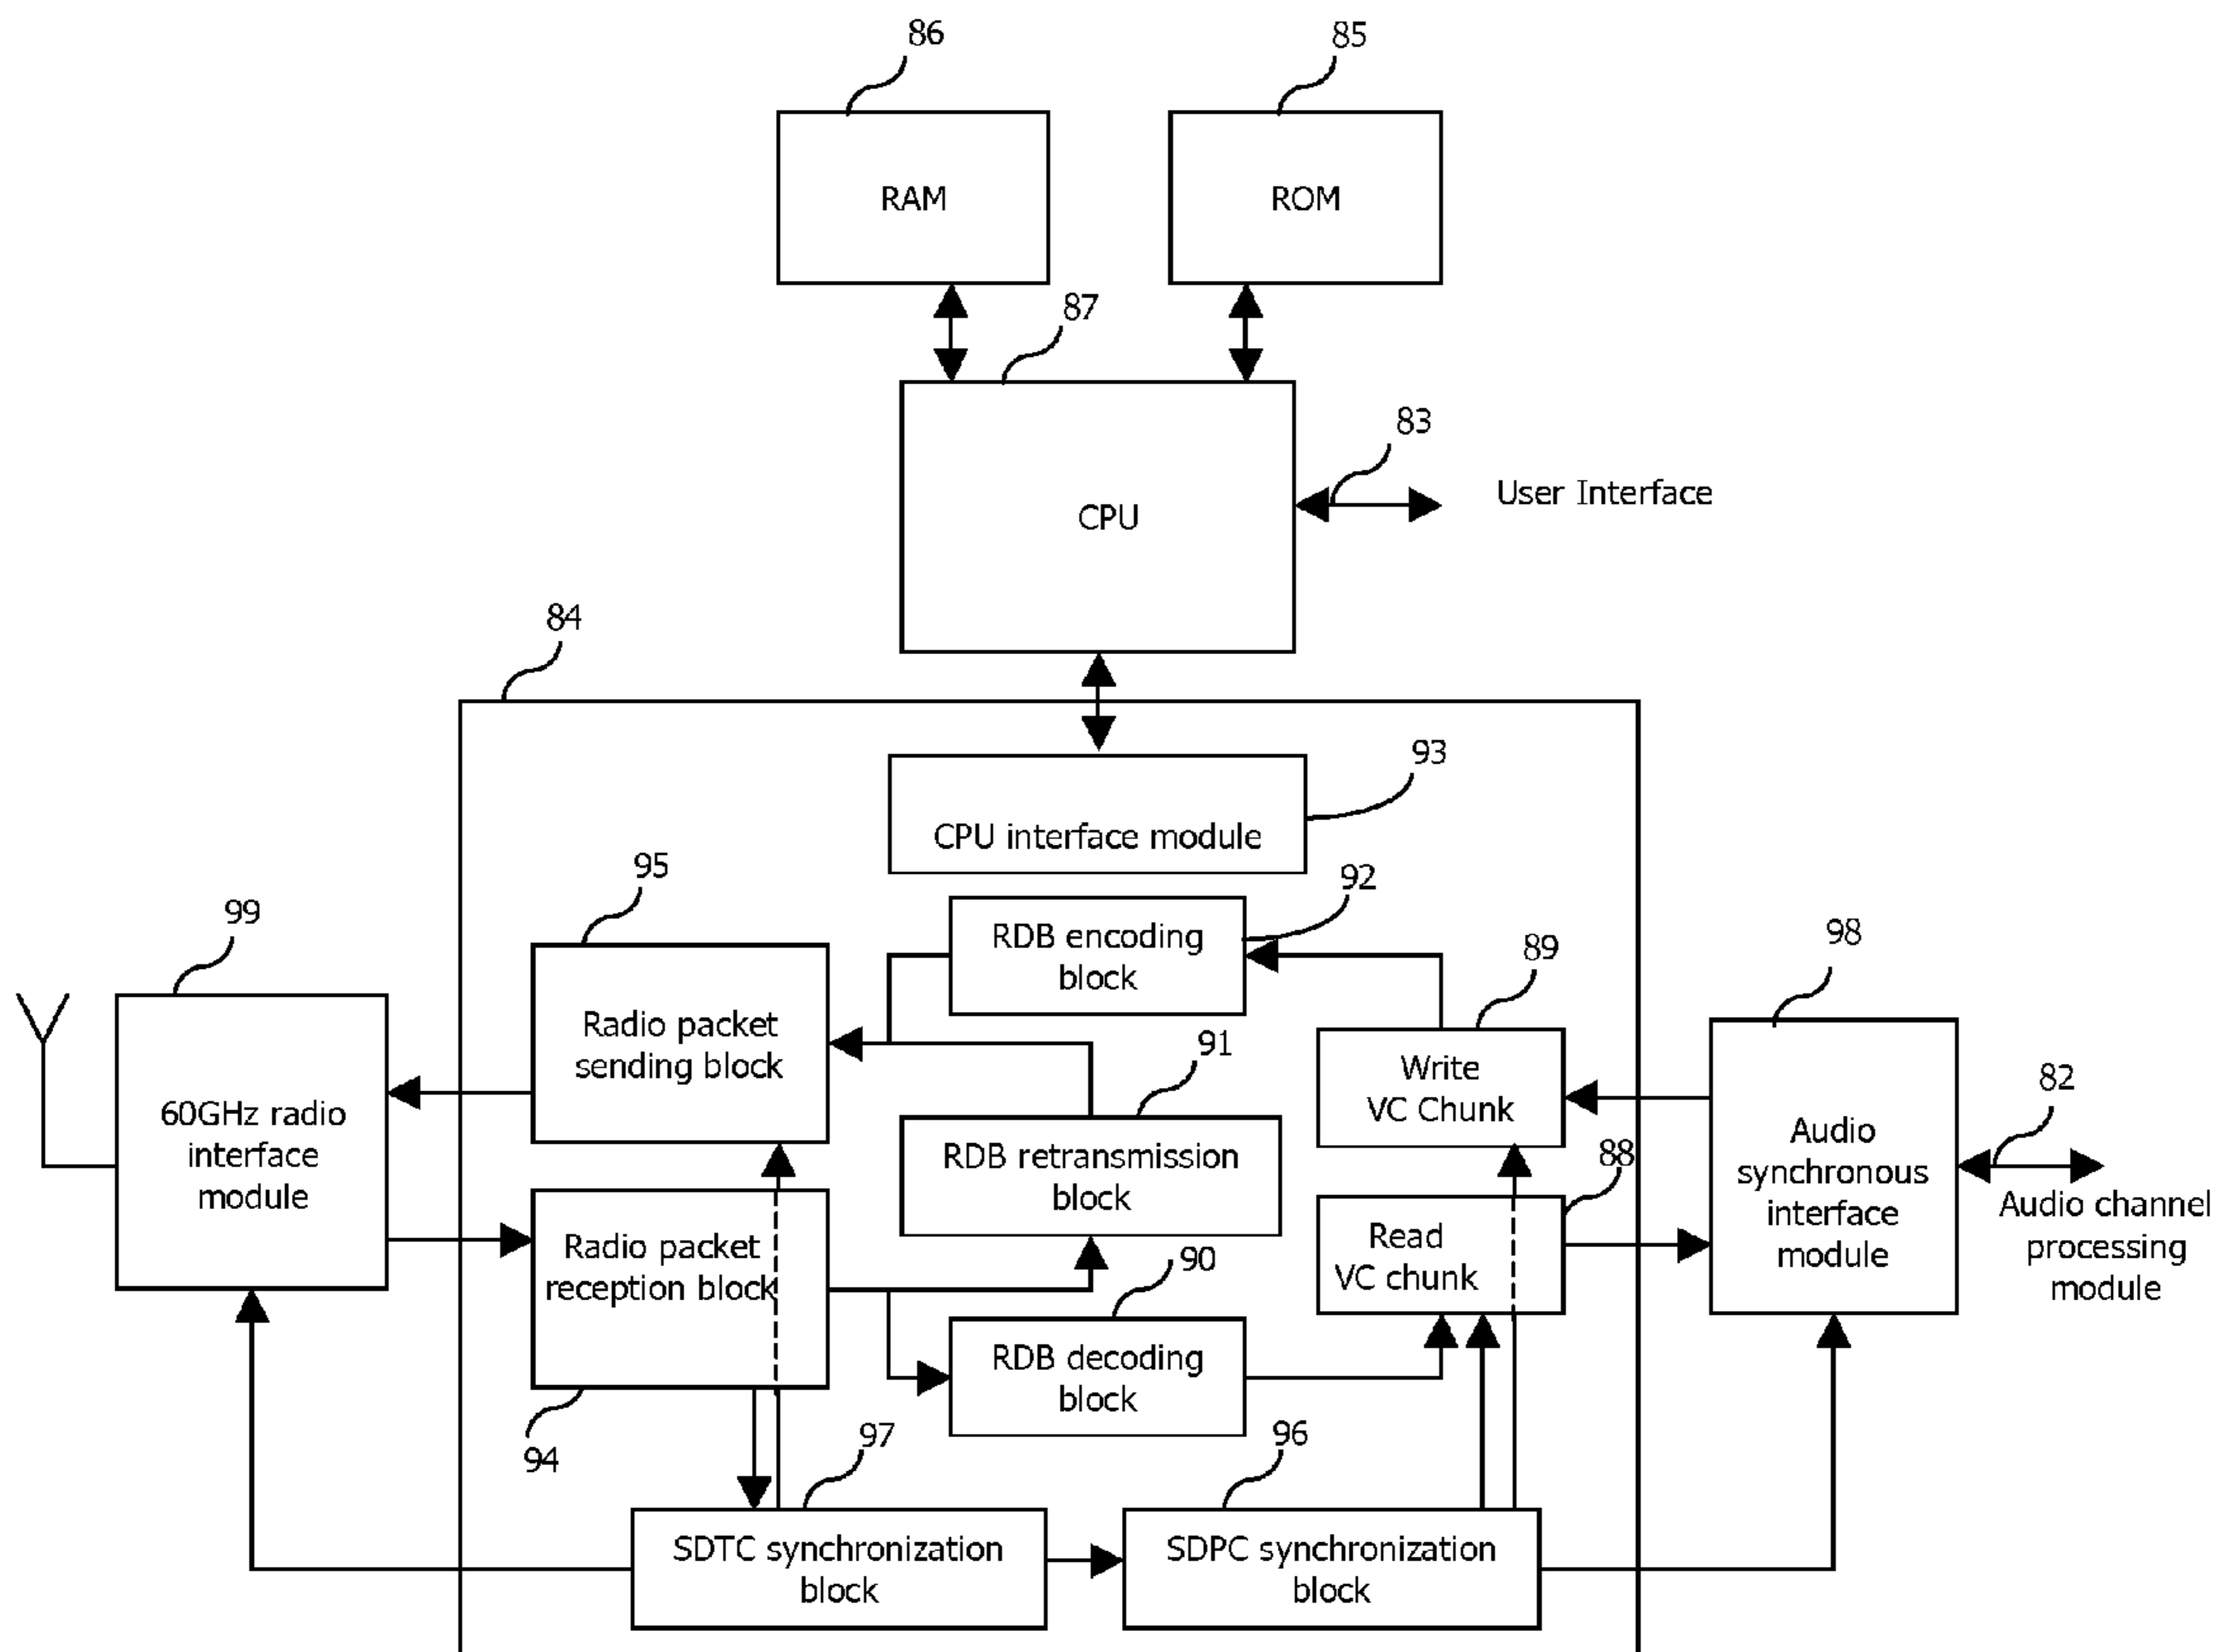 86
85
RAM
ROM
87
83
User Interface
CPU
84
93
CPU interface module
95
92
99
RDB encoding
block
89
98
Radio packet
sending block
91
Write
VC Chunk
82
60GHz radio
interface
module
RDB retransmission
block
88
Audio
synchronous
interface
module
Audio channel
processing
module
Radio packet
reception block
90
Read
VC chunk
RDB decoding
block
94
97
96
SDTC synchronization
block
SDPC synchronization
block